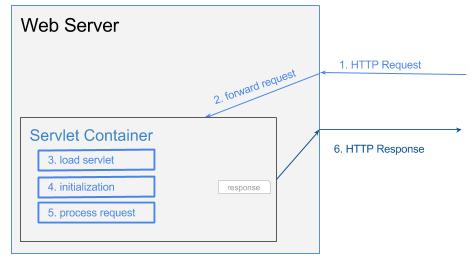 Web Server
1. HTTP Request
2. forward request
Servlet Container
3. load servlet
4. initialization
5. process request
response
6. HTTP Response